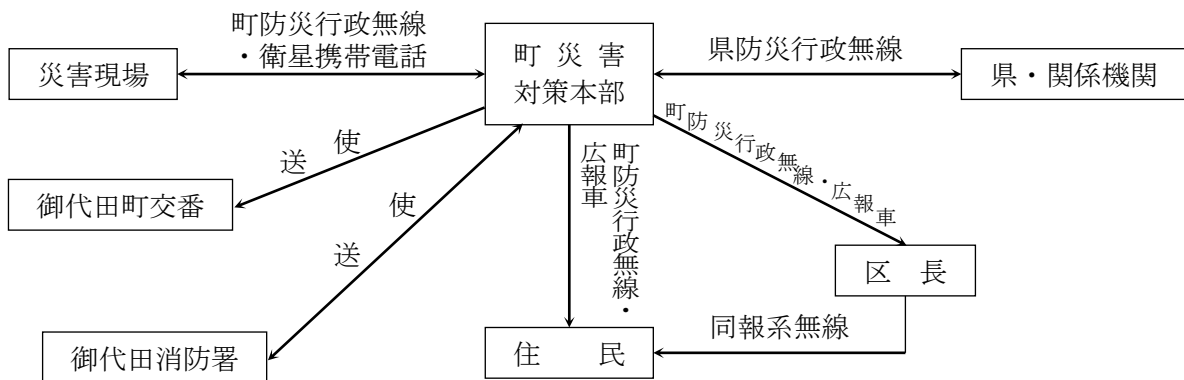 町防災行政無線
・衛星携帯電話
災害現場
町 災 害
対策本部
県防災行政無線
県・関係機関
使
送
御代田町交番
使
送
町防災行政無線・
広報車
町防災行政無線・広報車
区 長
同報系無線
御代田消防署
住 民